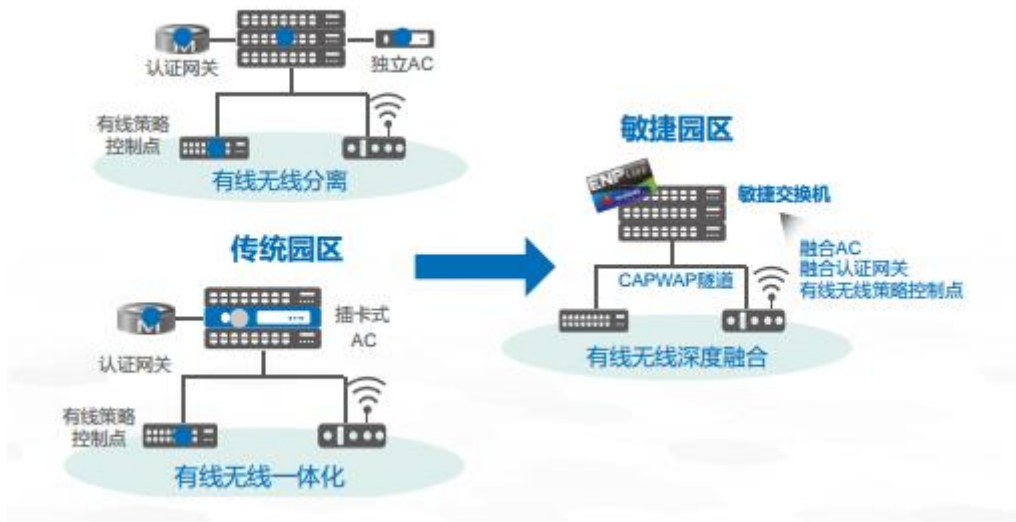 认证网关
独立AC
有线策略
控制点
有线无线分离
传统园区
认证网关
插卡式
AC
有线策略
控制点
有线无线一体化
敏捷园区
ENP
敏捷交换机
融合AC
融合认证网关
有线无线策略控制点
CAPWAP隧道
有线无线深度融合